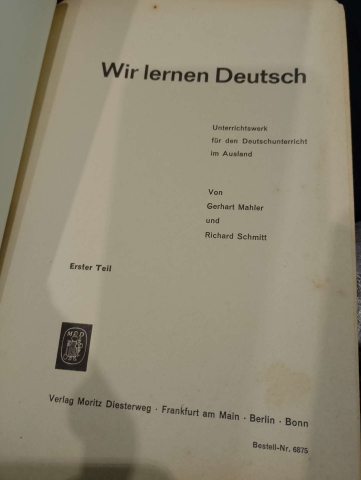 Wir lernen Deutsch
Unterrichtswerk
für den Deutschunterricht
im Ausland
Von
Gerhart Mahler
und
Richard Schmitt
Erster Teil
MED
Verlag Moritz Diesterweg · Frankfurt am Main · Berlin · Bonn
Bestell-Nr. 6875